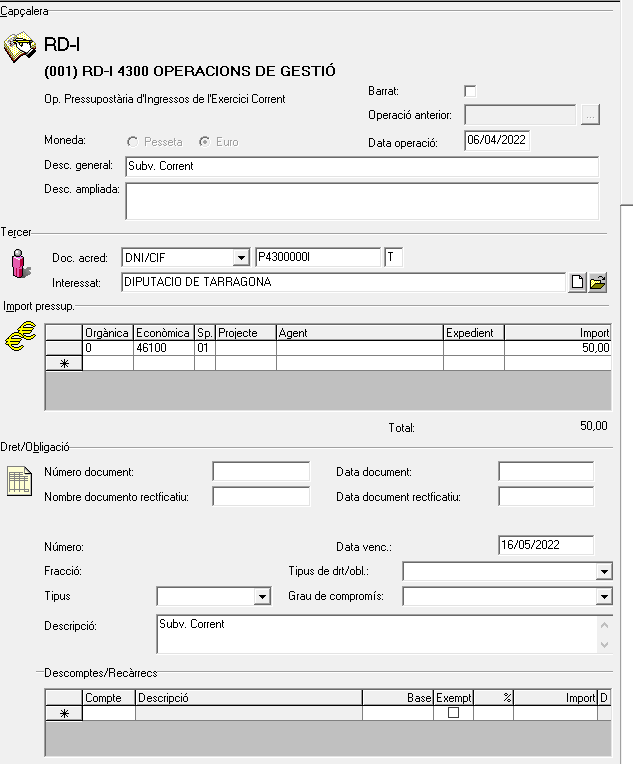 Capçalera
RD-I
(001) RD-I 4300 OPERACIONS DE GESTIÓ
Op. Pressupostària d'Ingressos de l'Exercici Corrent
Barrat:
Operació anterior: ...
Moneda: Pesseta Euro
Data operació: 06/04/2022
Desc. general: Subv. Corrent
Desc. ampliada:
Tercer
Doc. acred: DNI/CIF P4300000I T
Interessat: DIPUTACIO DE TARRAGONA
Import pressup.
Orgànica Econòmica Sp. Projecte Agent Expedient Import
0 46100 01 50,00
Total: 50,00
Dret/Obligació
Número document: Data document:
Nombre documento rectficatiu: Data document rectficatiu:
Número: Data venc.: 16/05/2022
Fracció: Tipus de drt/obl.:
Tipus Grau de compromís:
Descripció: Subv. Corrent
Descomptes/Recàrrecs
Compte Descripció Base Exempt % Import D